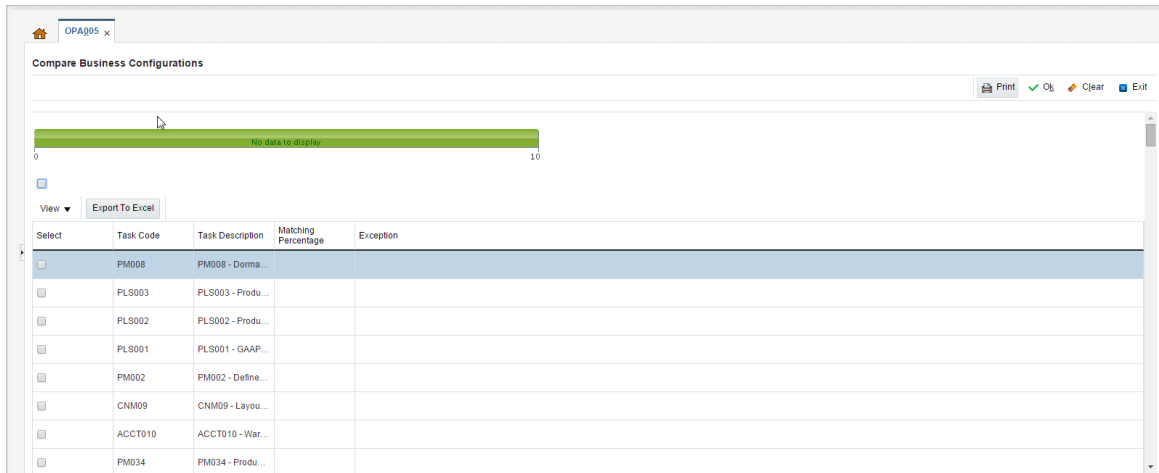 OPA005 x
Compare Business Configurations
Print Ok Clear Exit
No data to display
0 10
View Export To Excel
Select Task Code Task Description Matching Percentage Exception
PM008 PM008 - Dorma...
PLS003 PLS003 - Produ...
PLS002 PLS002 - Produ...
PLS001 PLS001 - GAAP...
PM002 PM002 - Define...
CNM09 CNM09 - Layou...
ACCT010 ACCT010 - War...
PM034 PM034 - Produ...